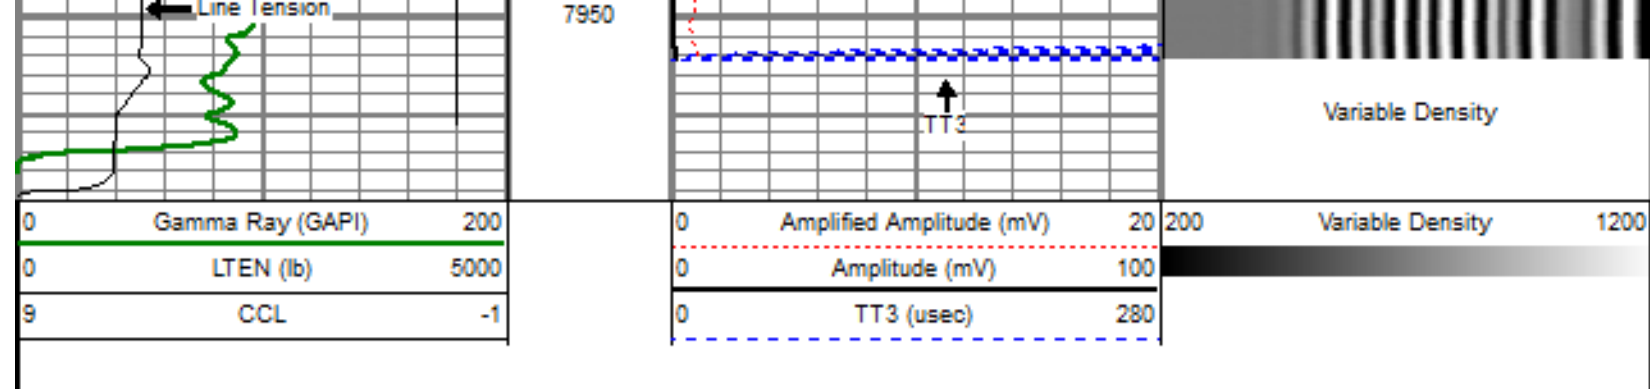 Line Tension
7950
TT3
Variable Density
0 Gamma Ray (GAPI) 200
0 Amplified Amplitude (mV) 20
200 Variable Density 1200
0 LTEN (lb) 5000
0 Amplitude (mV) 100
9 CCL -1
0 TT3 (usec) 280